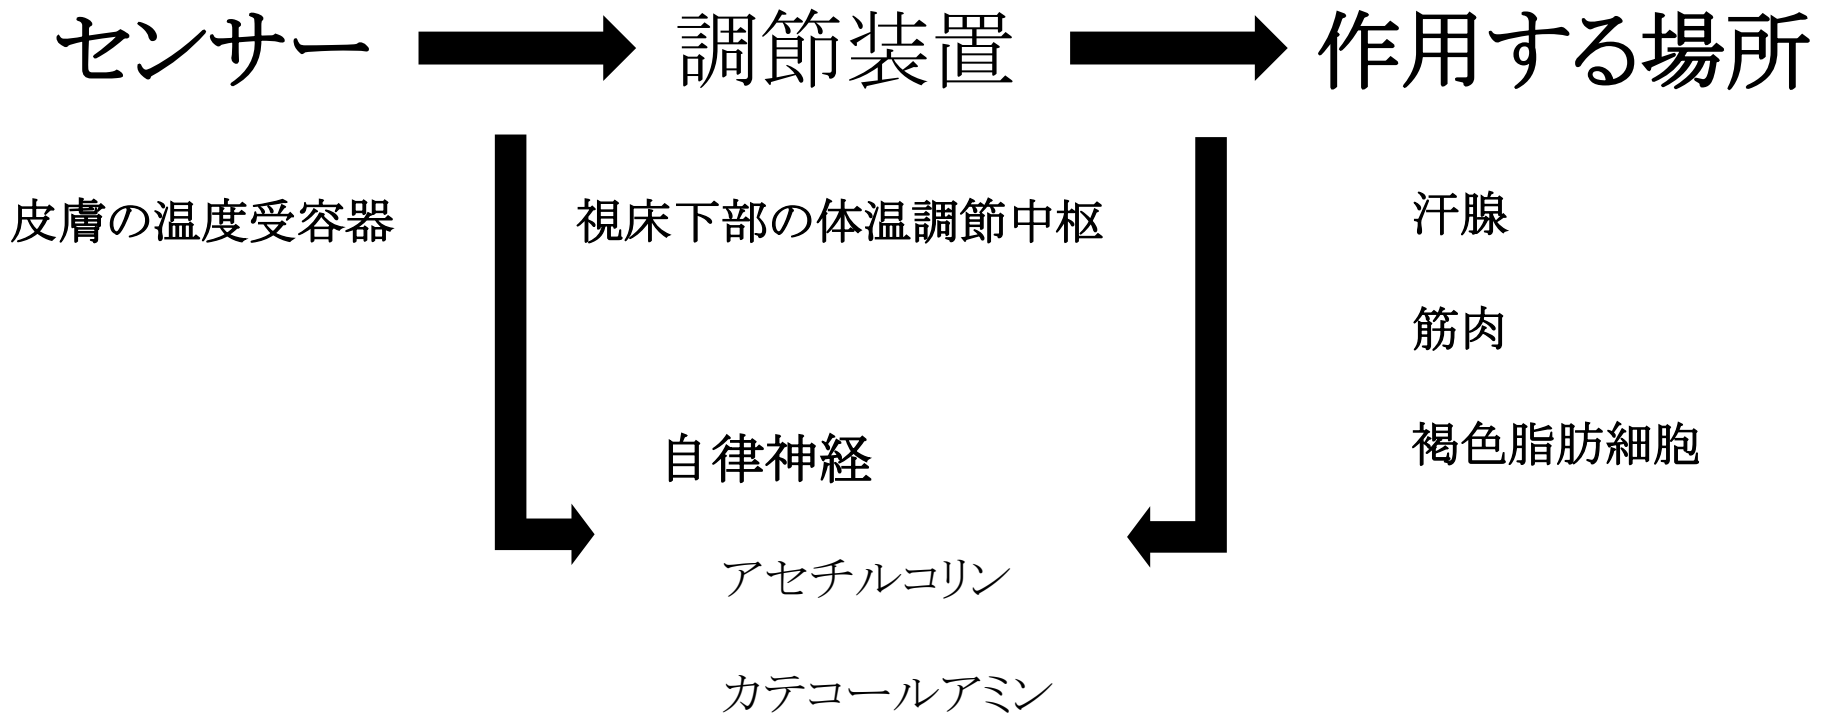 センサー 調節装置 作用する場所
皮膚の温度受容器 視床下部の体温調節中枢 汗腺
筋肉
自律神経 褐色脂肪細胞
アセチルコリン
カテコールアミン